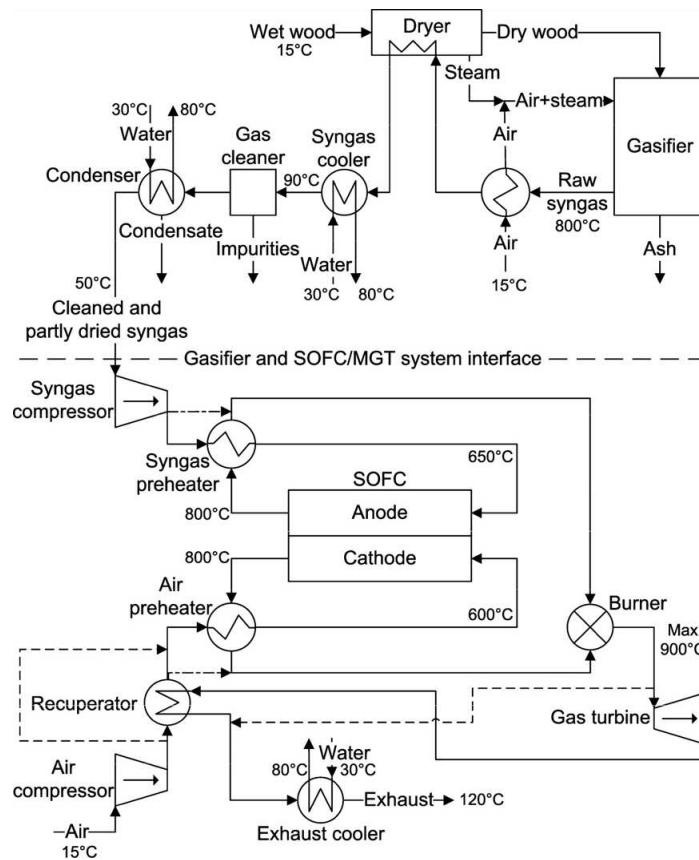 Wet wood
15°C
Dryer
Dry wood
Steam
Air+steam
Gasifier
30°C
80°C
Water
Gas
cleaner
Syngas
cooler
Air
Condenser
90°C
Raw
syngas
800°C
Condensate
Impurities
Water
30°C
80°C
Air
15°C
Ash
50°C
Cleaned and
partly dried syngas
Gasifier and SOFC/MGT system interface
Syngas
compressor
Syngas
preheater
650°C
SOFC
800°C
Anode
800°C
Cathode
Air
preheater
600°C
Burner
Max
900°C
Recuperator
Gas turbine
Air
compressor
Water
80°C
30°C
Exhaust
120°C
Exhaust cooler
Air
15°C